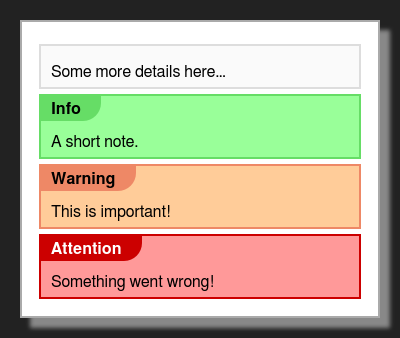 Some more details here...
Info
A short note.
Warning
This is important!
Attention
Something went wrong!